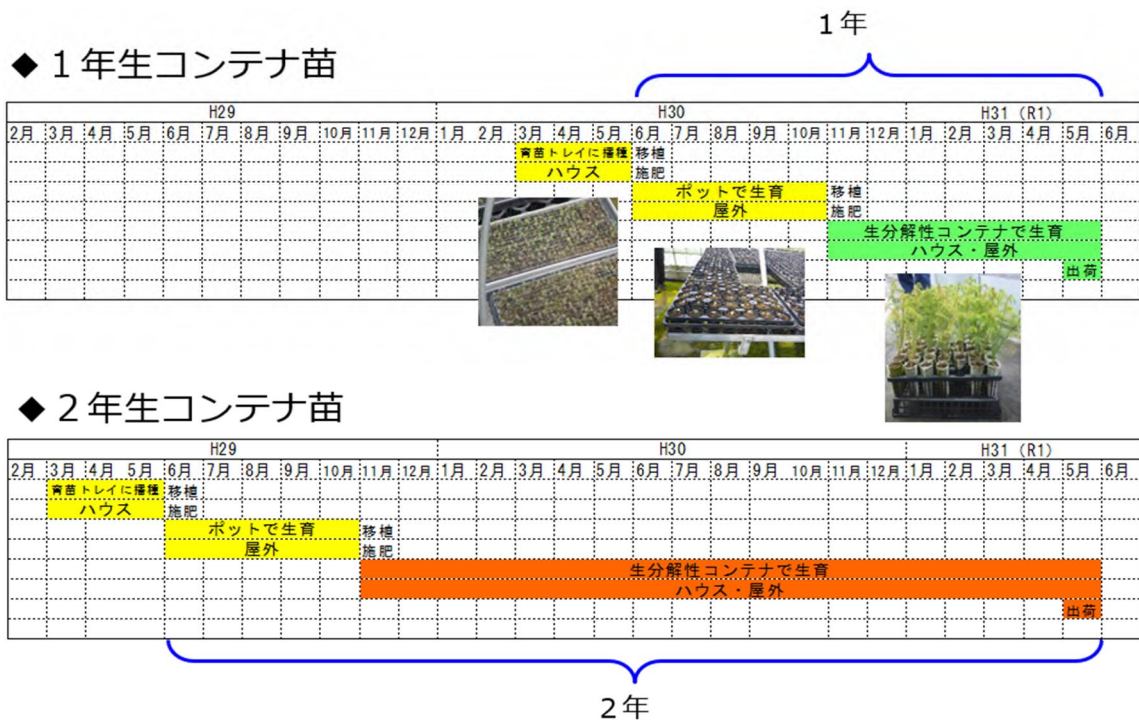 1年
◆ 1年生コンテナ苗
H29 H30 H31 (R1)
2月 3月 4月 5月 6月 7月 8月 9月 10月 11月 12月 1月 2月 3月 4月 5月 6月 7月 8月 9月 10月 11月 12月 1月 2月 3月 4月 5月 6月
育苗トレイに播種 移植
ハウス 施肥
ポットで生育 移植
屋外 施肥
生分解性コンテナで生育
ハウス・屋外
出荷
◆ 2年生コンテナ苗
H29 H30 H31 (R1)
2月 3月 4月 5月 6月 7月 8月 9月 10月 11月 12月 1月 2月 3月 4月 5月 6月 7月 8月 9月 10月 11月 12月 1月 2月 3月 4月 5月 6月
育苗トレイに播種 移植
ハウス 施肥
ポットで生育 移植
屋外 施肥
生分解性コンテナで生育
ハウス・屋外
出荷
2年